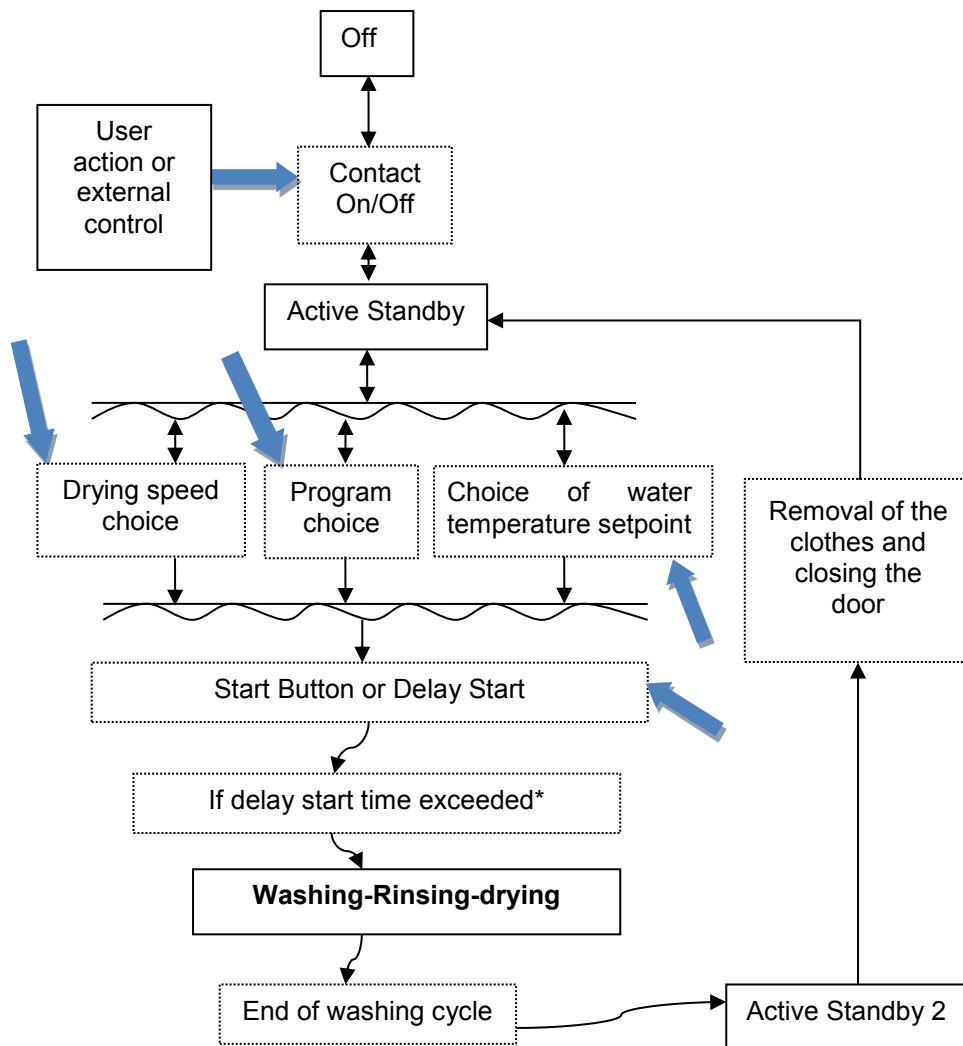 Off
User
action or
external
control
Contact
On/Off
Active Standby
Drying speed
choice
Program
choice
Choice of water
temperature setpoint
Removal of the
clothes and
closing the
door
Start Button or Delay Start
If delay start time exceeded*
Washing-Rinsing-drying
End of washing cycle
Active Standby 2